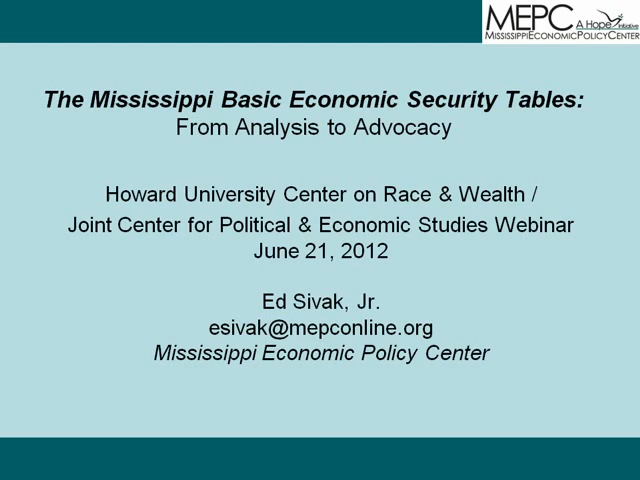 MEPC A Hope Initiative
MISSISSIPPIECONOMICPOLICYCENTER
The Mississippi Basic Economic Security Tables:
From Analysis to Advocacy
Howard University Center on Race & Wealth /
Joint Center for Political & Economic Studies Webinar
June 21, 2012
Ed Sivak, Jr.
esivak@mepconline.org
Mississippi Economic Policy Center